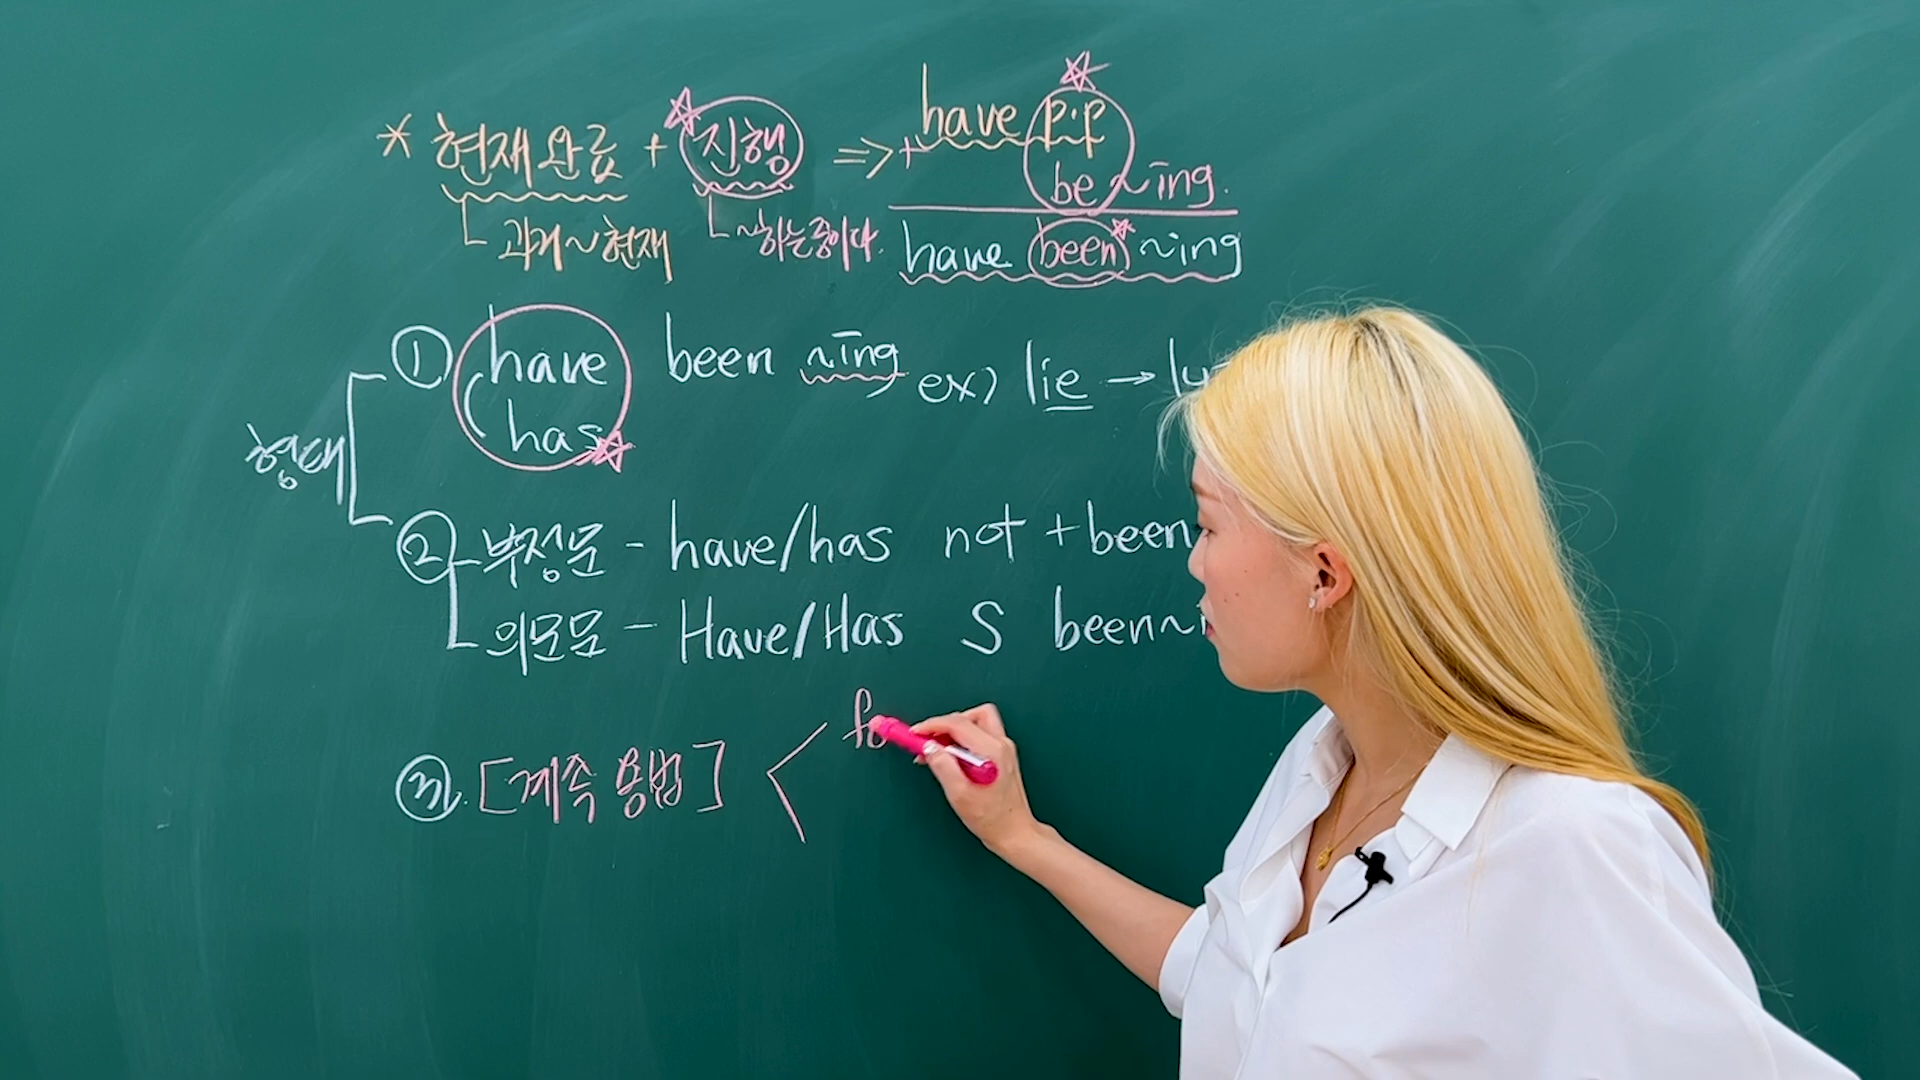 * 현재완료 + 진행 => have p.p
+ be ~ing.
└ 과거~현재 └ ~하는중이다. have been ~ing
형태
① have been ~ing ex) lie → ly
has
② 부정문 - have/has not + been
의문문 - Have/Has S been~
③. [계속 용법] < fo